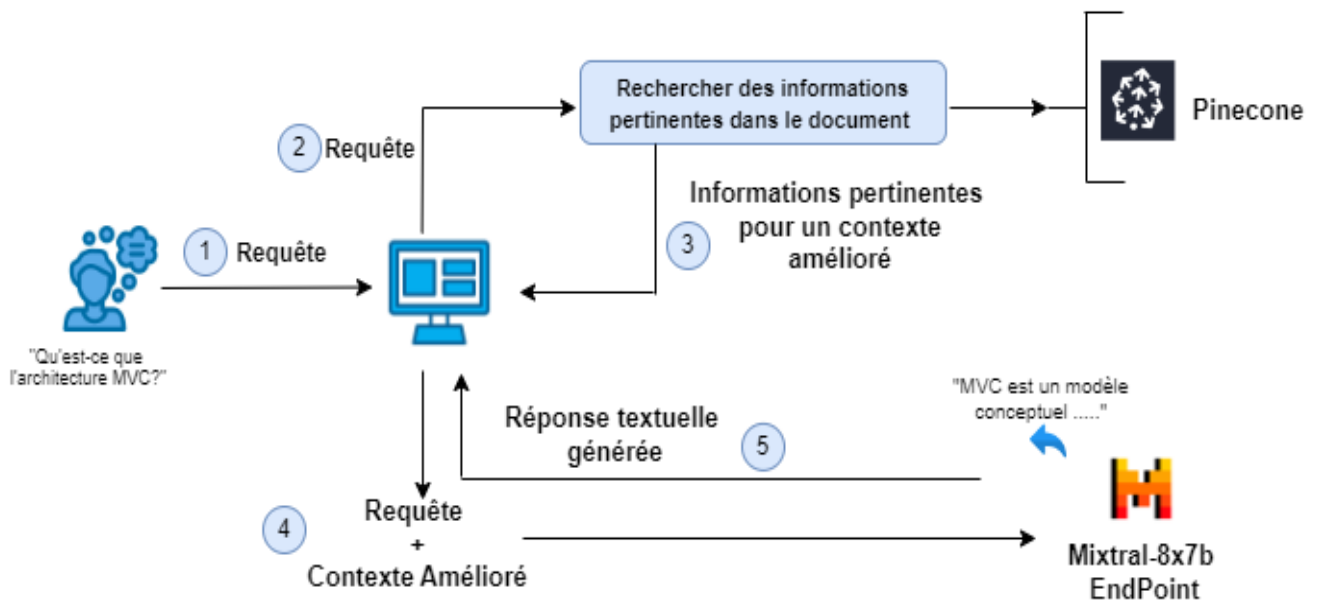 Rechercher des informations
pertinentes dans le document
Pinecone
2 Requête
Informations pertinentes
pour un contexte
amélioré
3
1 Requête
"Qu'est-ce que
l'architecture MVC?"
"MVC est un modèle
conceptuel ....."
Réponse textuelle
générée
5
4
Requête
+
Contexte Amélioré
Mixtral-8x7b
EndPoint